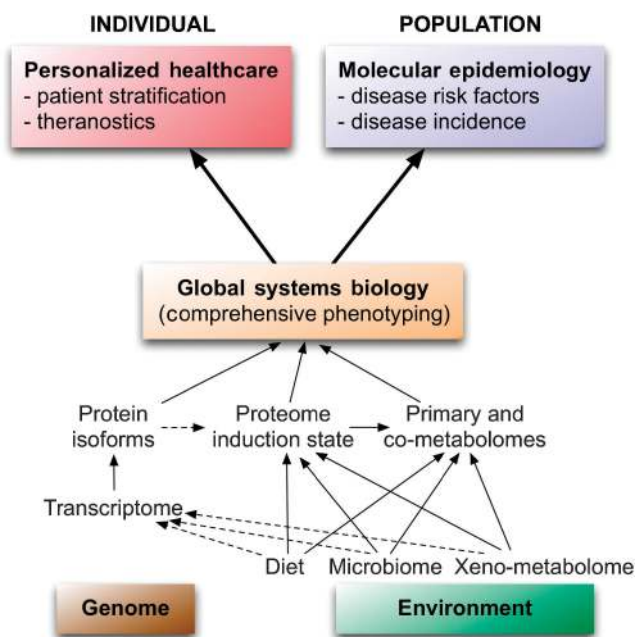 INDIVIDUAL
POPULATION
Personalized healthcare
- patient stratification
- theranostics
Molecular epidemiology
- disease risk factors
- disease incidence
Global systems biology
(comprehensive phenotyping)
Protein
isoforms
Proteome
induction state
Primary and
co-metabolomes
Transcriptome
Diet
Microbiome
Xeno-metabolome
Genome
Environment